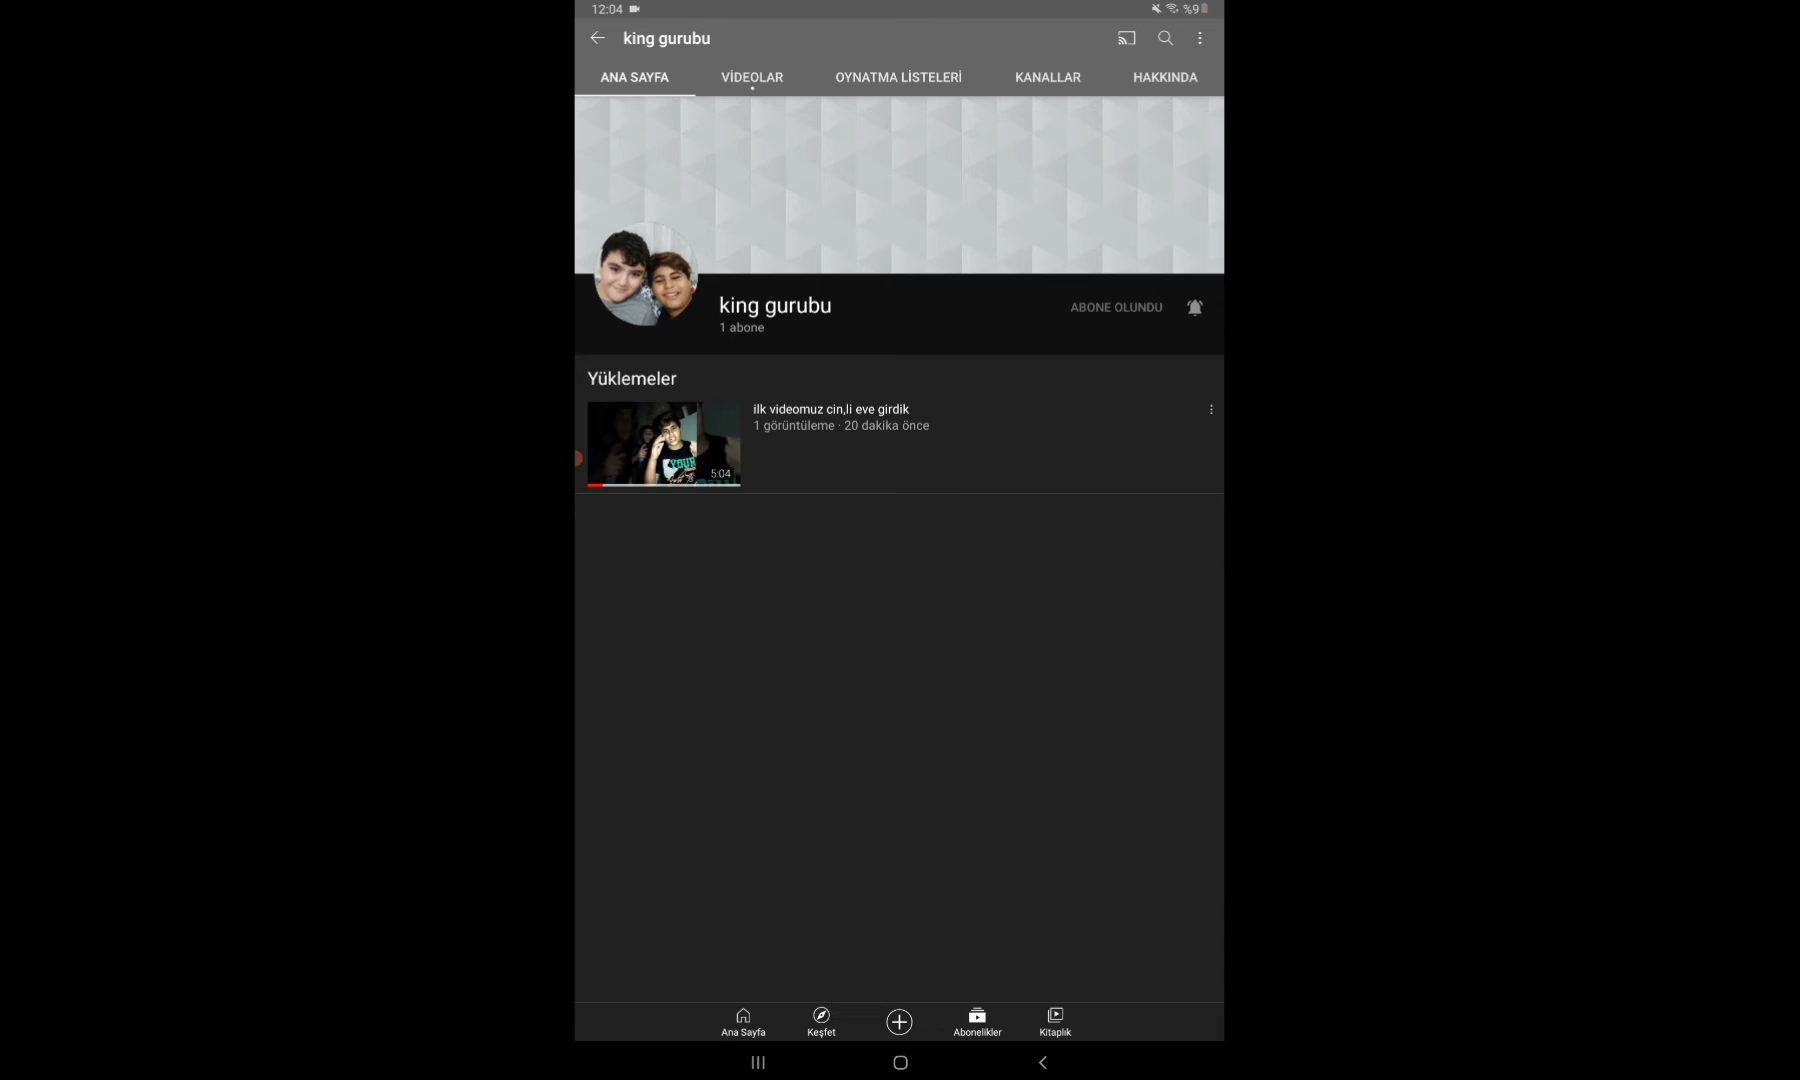 12:04 %9
king gurubu
ANA SAYFA VİDEOLAR OYNATMA LİSTELERİ KANALLAR HAKKINDA
king gurubu
1 abone
ABONE OLUNDU
Yüklemeler
ilk videomuz cin,li eve girdik
1 görüntüleme · 20 dakika önce
YOUR
5:04
Ana Sayfa Keşfet Abonelikler Kitaplık